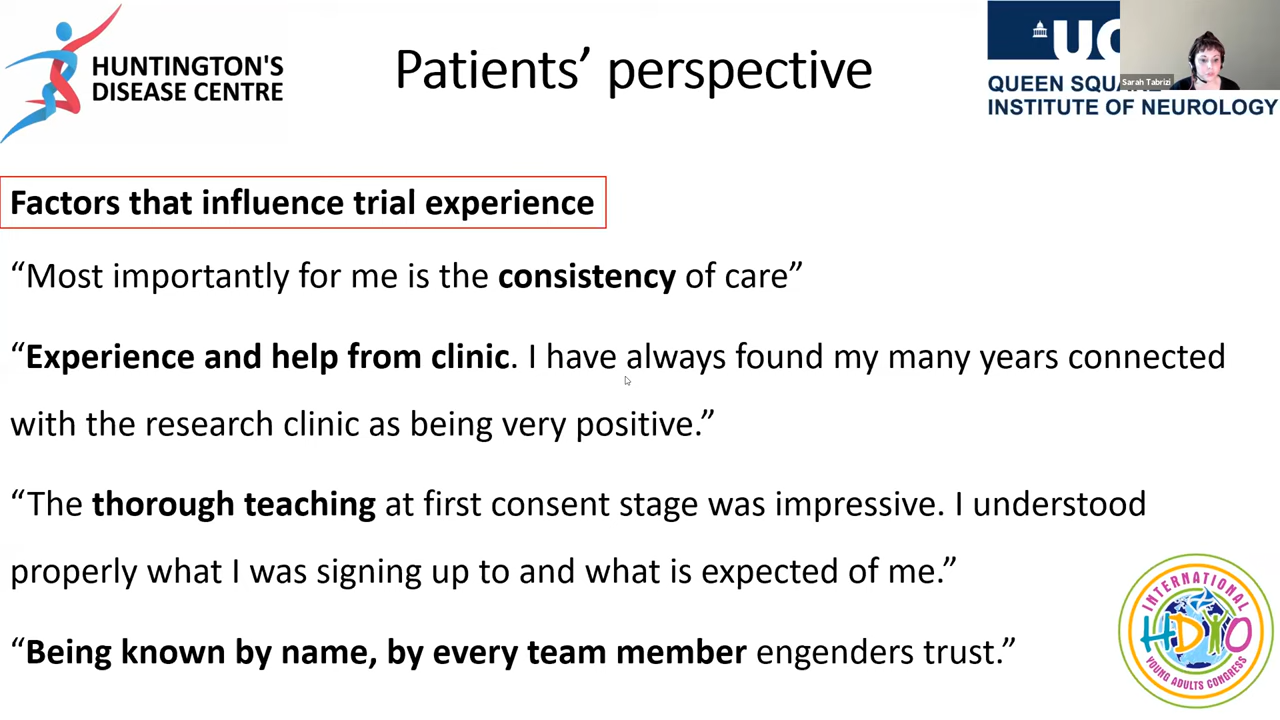 HUNTINGTON'S
DISEASE CENTRE
Patients’ perspective
UC
Sarah Tabrizi
QUEEN SQUA
INSTITUTE OF NEUROLOGY
Factors that influence trial experience
“Most importantly for me is the consistency of care”
“Experience and help from clinic. I have always found my many years connected
with the research clinic as being very positive.”
“The thorough teaching at first consent stage was impressive. I understood
properly what I was signing up to and what is expected of me.”
“Being known by name, by every team member engenders trust.”
INTERNATIONAL
HDYO
YOUNG ADULTS CONGRESS